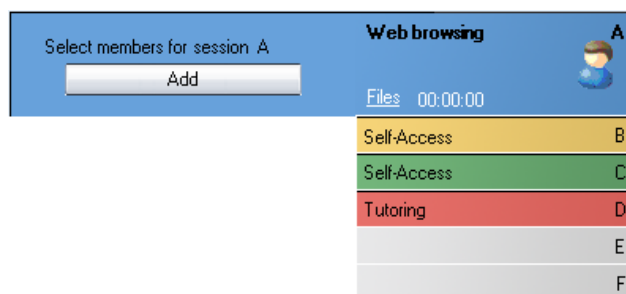 Select members for session A
Add
Web browsing A
Files 00:00:00
Self-Access B
Self-Access C
Tutoring D
E
F